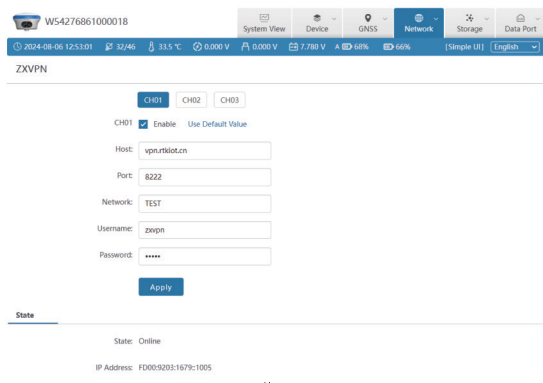 W54276861000018
System View
Device
GNSS
Network
Storage
Data Port
2024-08-06 12:53:01 32/46 33.5 ℃ 0.000 V 0.000 V 7.780 V A 68% B 66% [Simple UI] English
ZXVPN
CH01 CH02 CH03
CH01 Enable Use Default Value
Host: vpn.rtkiot.cn
Port: 8222
Network: TEST
Username: zxvpn
Password: •••••
Apply
State
State: Online
IP Address: FD00:9203:1679::1005